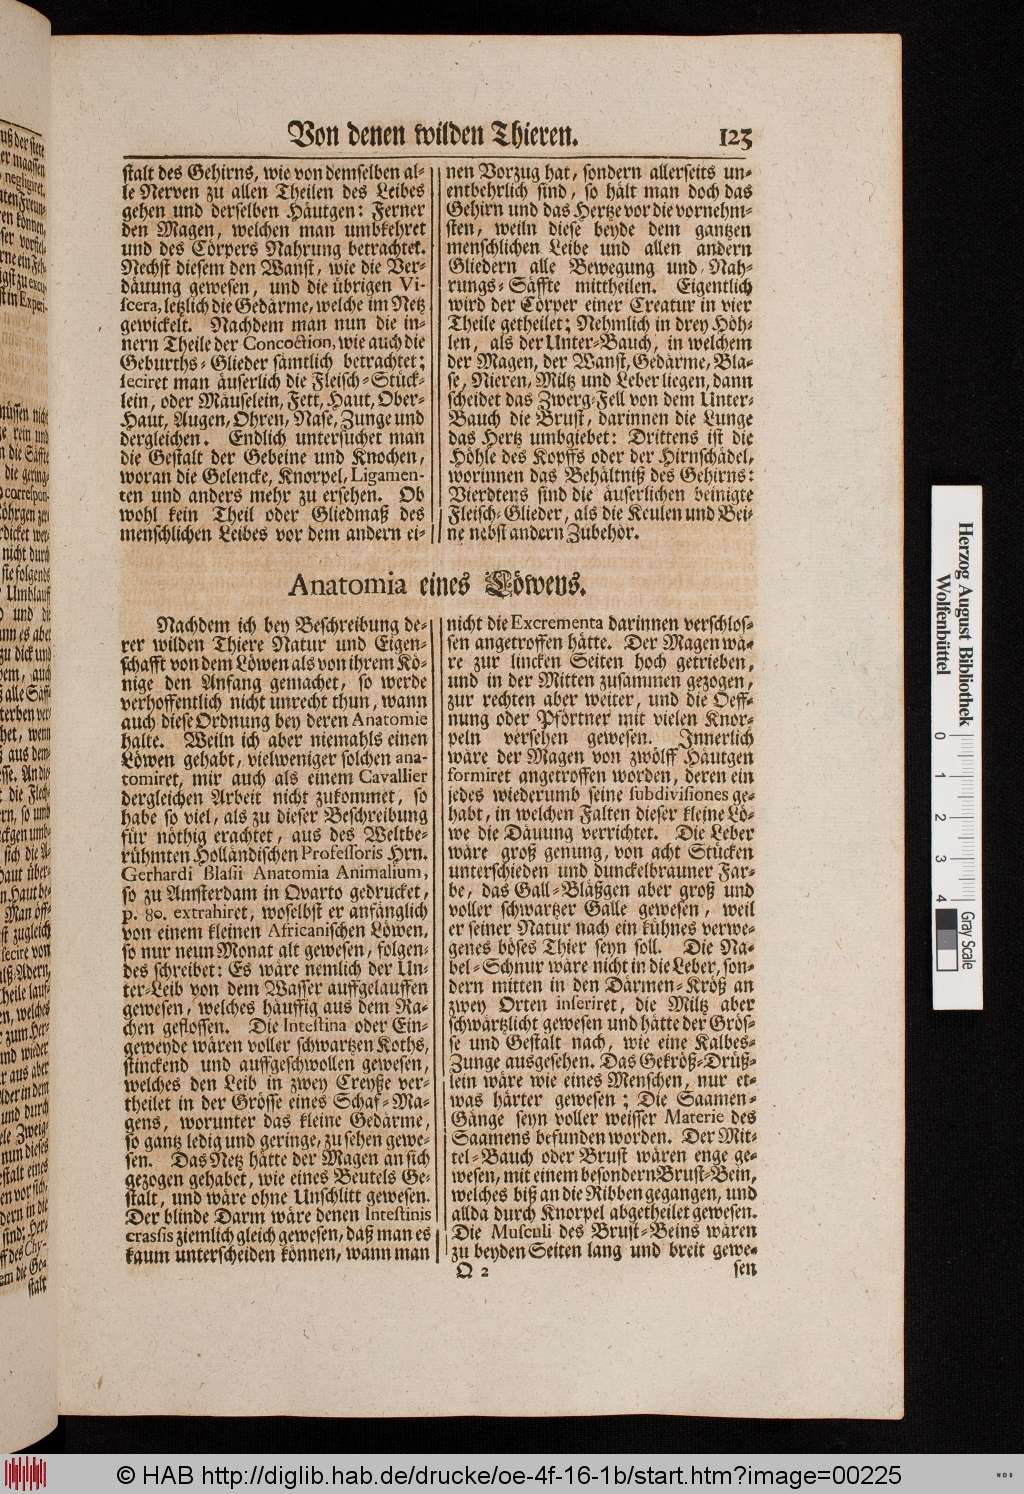 Von denen wilden Thieren. 123
stalt des Gehirns, wie von demselben al-
le Nerven zu allen Theilen des Leibes
gehen und derselben Häutgen: Ferner
den Magen, welchen man umbkehret
und des Cörpers Nahrung betrachtet.
Nechst diesem den Wanst, wie die Ver-
däuung gewesen, und die übrigen Vi-
scera, letzlich die Gedärme, welche im Netz
gewickelt. Nachdem man nun die in-
nern Theile der Concoction, wie auch die
Geburths-Glieder sämtlich betrachtet;
seciret man äuserlich die Fleisch-Stück-
lein, oder Mäuselein, Fett, Haut, Ober-
Haut, Augen, Ohren, Nase, Zunge und
dergleichen. Endlich untersuchet man
die Gestalt der Gebeine und Knochen,
woran die Gelencke, Knorpel, Ligamen-
ten und anders mehr zu ersehen. Ob
wohl kein Theil oder Gliedmaß des
menschlichen Leibes vor dem andern ei-
nen Vorzug hat, sondern allerseits un-
entbehrlich sind, so hält man doch das
Gehirn und das Hertze vor die vornehm-
sten, weiln diese beyde dem gantzen
menschlichen Leibe und allen andern
Gliedern alle Bewegung und Nah-
rungs-Säffte mittheilen. Eigentlich
wird der Cörper einer Creatur in vier
Theile getheilet; Nehmlich in drey Höh-
len, als der Unter-Bauch, in welchem
der Magen, der Wanst, Gedärme, Bla-
se, Nieren, Miltz und Leber liegen, dann
scheidet das Zwerg-Fell von dem Unter-
Bauch die Brust, darinnen die Lunge
das Hertz umbgiebet: Drittens ist die
Höhle des Kopffs oder der Hirnschädel,
worinnen das Behältniß des Gehirns:
Vierdtens sind die äuserlichen beinigte
Fleisch-Glieder, als die Keulen und Bei-
ne nebst andern Zubehör.
Anatomia eines Löwens.
Nachdem ich bey Beschreibung de-
rer wilden Thiere Natur und Eigen-
schafft von dem Löwen als von ihrem Kö-
nige den Anfang gemachet, so werde
verhoffentlich nicht unrecht thun, wann
auch diese Ordnung bey deren Anatomie
halte. Weiln ich aber niemahls einen
Löwen gehabt, vielweniger solchen ana-
tomiret, mir auch als einem Cavallier
dergleichen Arbeit nicht zukommet, so
habe so viel, als zu dieser Beschreibung
für nöthig erachtet, aus des Weltbe-
rühmten Holländischen Professoris Hrn.
Gerhardi Blasii Anatomia Animalium,
so zu Amsterdam in Qvarto gedrucket,
p. 80. extrahiret, woselbst er anfänglich
von einem kleinen Africanischen Löwen,
so nur neun Monat alt gewesen, folgen-
des schreibet: Es wäre nemlich der Un-
ter-Leib von dem Wasser auffgelauffen
gewesen, welches häuffig aus dem Ra-
chen geflossen. Die Intestina oder Ein-
geweyde wären voller schwartzen Koths,
stinckend und auffgeschwollen gewesen,
welches den Leib in zwey Creyße ver-
theilet in der Grösse eines Schaf-Ma-
gens, worunter das kleine Gedärme,
so gantz ledig und geringe, zu sehen gewe-
sen. Das Netz hätte der Magen an sich
gezogen gehabet, wie eines Beutels Ge-
stalt, und wäre ohne Unschlitt gewesen.
Der blinde Darm wäre denen Intestinis
crassis ziemlich gleich gewesen, daß man es
kaum unterscheiden können, wann man
nicht die Excrementa darinnen verschlos-
sen angetroffen hätte. Der Magen wä-
re zur lincken Seiten hoch getrieben,
und in der Mitten zusammen gezogen,
zur rechten aber weiter, und die Oeff-
nung oder Pförtner mit vielen Knor-
peln versehen gewesen. Innerlich
wäre der Magen von zwölff Häutgen
formiret angetroffen worden, deren ein
jedes wiederumb seine subdivisiones ge-
habt, in welchen Falten dieser kleine Lö-
we die Däuung verrichtet. Die Leber
wäre groß genung, von acht Stücken
unterschieden und dunckelbrauner Far-
be, das Gall-Bläßgen aber groß und
voller schwartzer Galle gewesen, weil
er seiner Natur nach ein kühnes verwe-
genes böses Thier seyn soll. Die Na-
bel-Schnur wäre nicht in die Leber, son-
dern mitten in den Därmen-Kröß an
zwey Orten inseriret, die Miltz aber
schwärtzlicht gewesen und hätte der Grös-
se und Gestalt nach, wie eine Kalbes-
Zunge ausgesehen. Das Gekröß-Drüß-
lein wäre wie eines Menschen, nur et-
was härter gewesen; Die Saamen-
Gänge seyn voller weisser Materie des
Saamens befunden worden. Der Mit-
tel-Bauch oder Brust wären enge ge-
wesen, mit einem besondern Brust-Bein,
welches biß an die Ribben gegangen, und
allda durch Knorpel abgetheilet gewesen.
Die Musculi des Brust-Beins wären
zu beyden Seiten lang und breit gewe-
Q 2 sen
Herzog August Bibliothek
Wolfenbüttel
0 1 2 3 4
Gray Scale
© HAB http://diglib.hab.de/drucke/oe-4f-16-1b/start.htm?image=00225